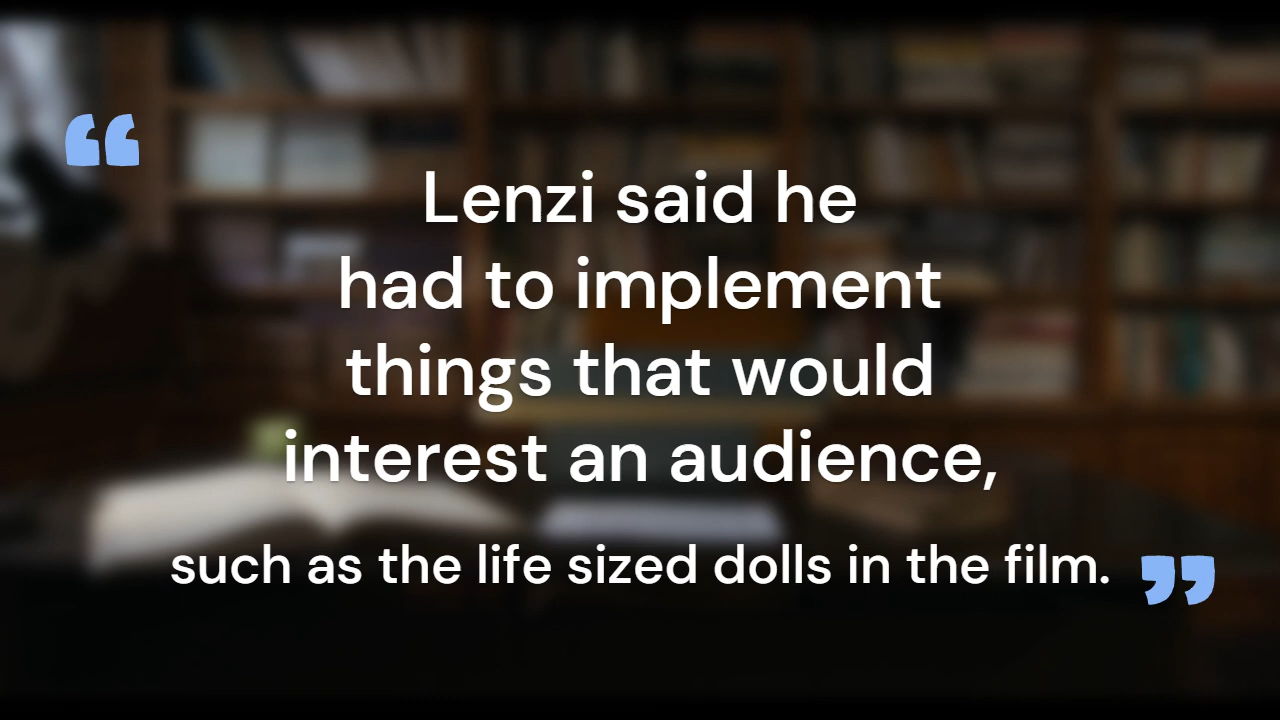 “
Lenzi said he
had to implement
things that would
interest an audience,
such as the life sized dolls in the film. ”